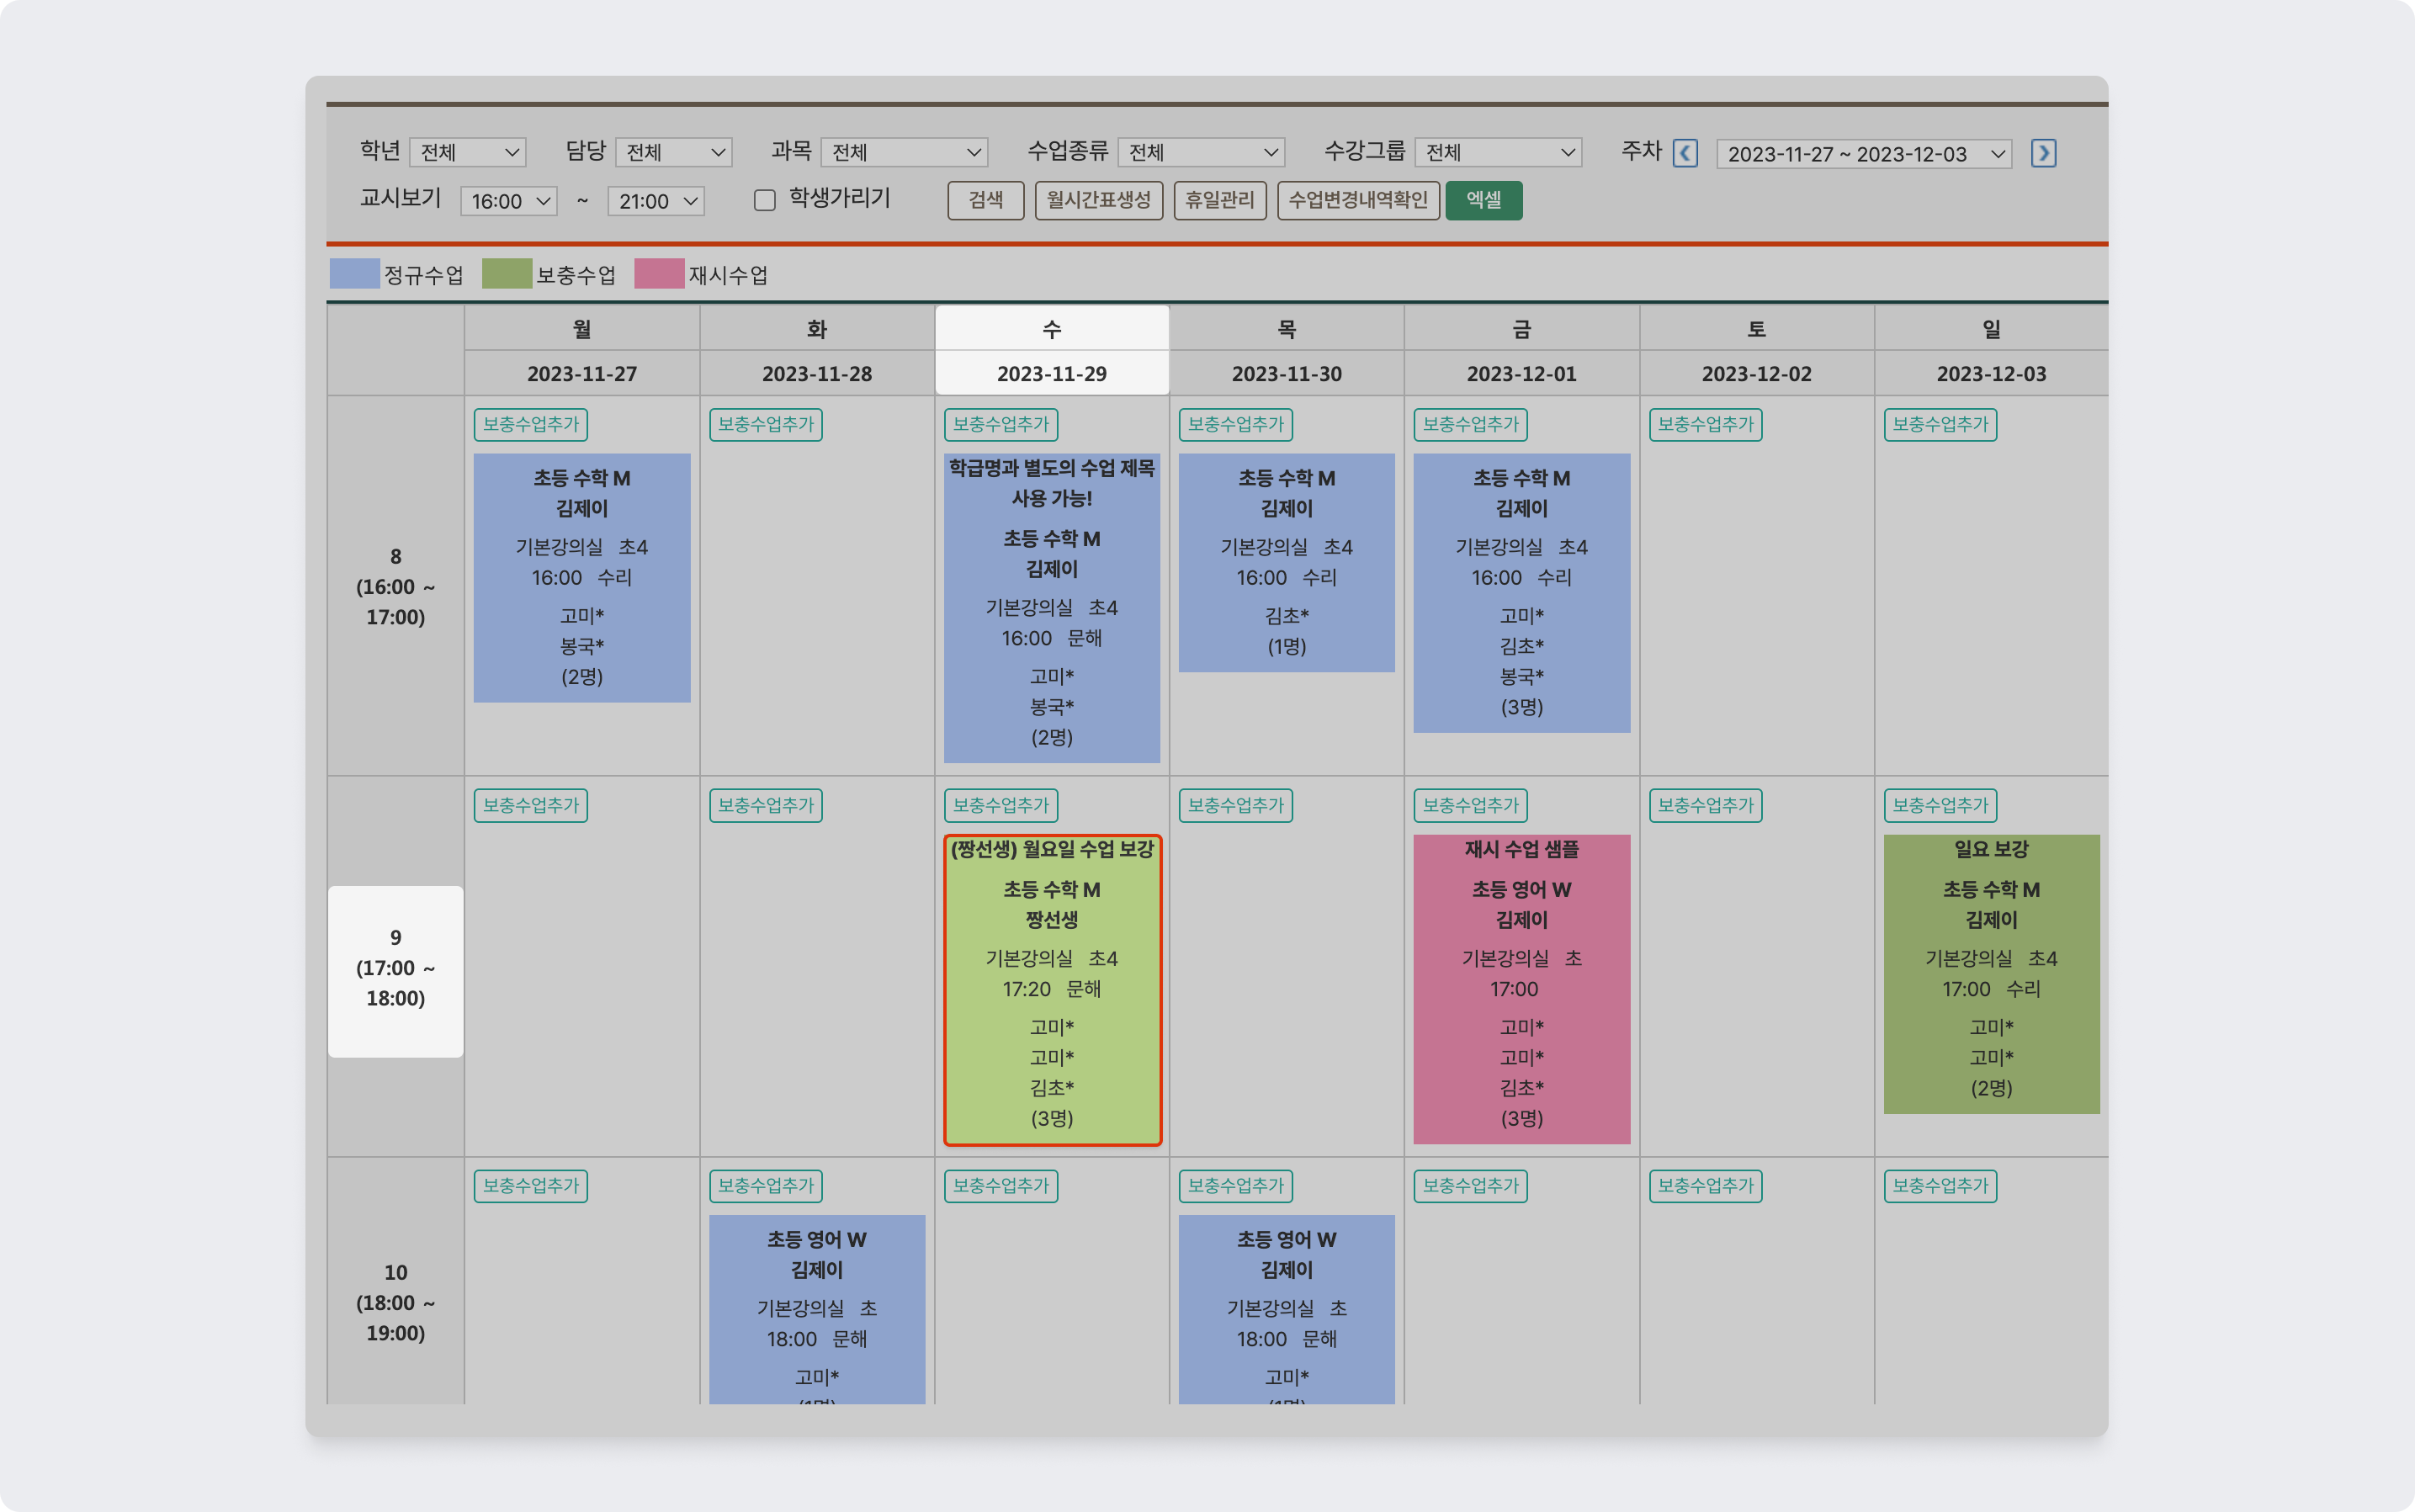 학년 전체 담당 전체 과목 전체 수업종류 전체 수강그룹 전체 주차 2023-11-27 ~ 2023-12-03
교시보기 16:00 ~ 21:00 학생가리기 검색 월시간표생성 휴일관리 수업변경내역확인 엑셀
정규수업 보충수업 재시수업
월 화 수 목 금 토 일
2023-11-27 2023-11-28 2023-11-29 2023-11-30 2023-12-01 2023-12-02 2023-12-03
8
(16:00 ~
17:00)
보충수업추가
초등 수학 M
김제이
기본강의실 초4
16:00 수리
고미*
봉국*
(2명)
보충수업추가
보충수업추가
학급명과 별도의 수업 제목
사용 가능!
초등 수학 M
김제이
기본강의실 초4
16:00 문해
고미*
봉국*
(2명)
보충수업추가
초등 수학 M
김제이
기본강의실 초4
16:00 수리
김초*
(1명)
보충수업추가
초등 수학 M
김제이
기본강의실 초4
16:00 수리
고미*
김초*
봉국*
(3명)
보충수업추가
보충수업추가
9
(17:00 ~
18:00)
보충수업추가
보충수업추가
보충수업추가
(짱선생) 월요일 수업 보강
초등 수학 M
짱선생
기본강의실 초4
17:20 문해
고미*
고미*
김초*
(3명)
보충수업추가
보충수업추가
재시 수업 샘플
초등 영어 W
김제이
기본강의실 초
17:00
고미*
고미*
김초*
(3명)
보충수업추가
보충수업추가
일요 보강
초등 수학 M
김제이
기본강의실 초4
17:00 수리
고미*
고미*
(2명)
10
(18:00 ~
19:00)
보충수업추가
보충수업추가
초등 영어 W
김제이
기본강의실 초
18:00 문해
고미*
보충수업추가
보충수업추가
초등 영어 W
김제이
기본강의실 초
18:00 문해
고미*
보충수업추가
보충수업추가
보충수업추가